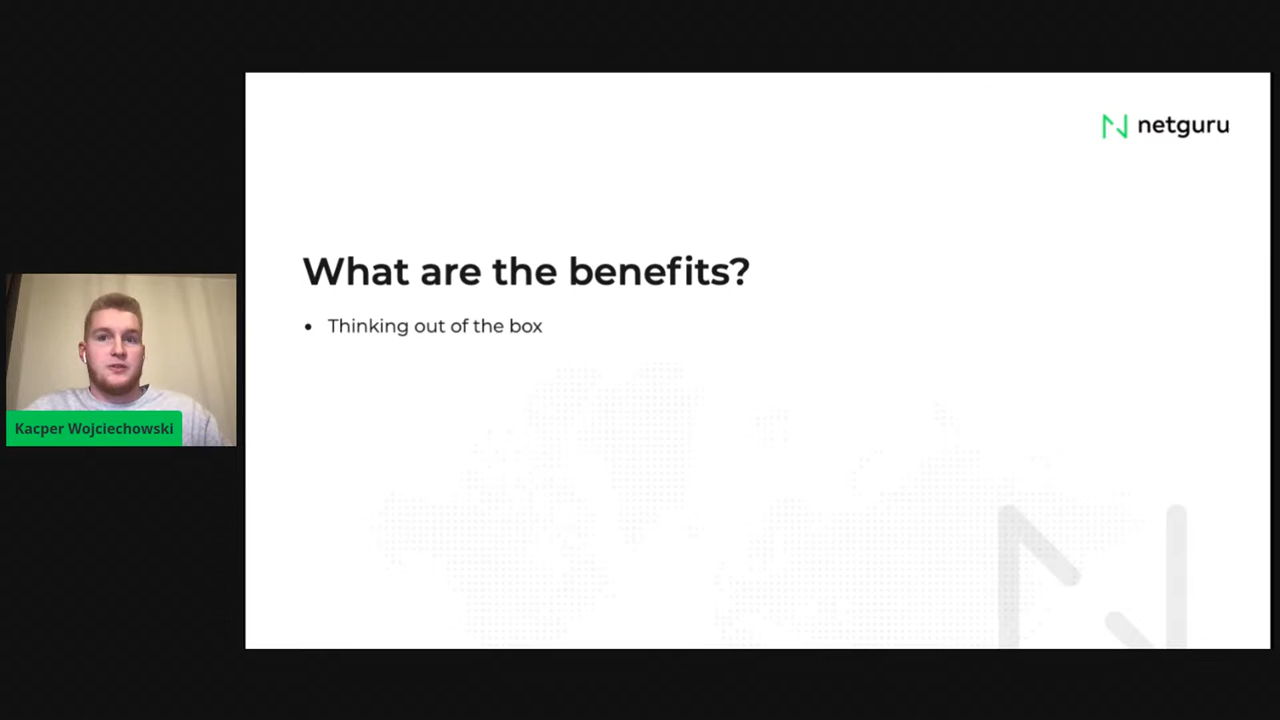 netguru
What are the benefits?
• Thinking out of the box
Kacper Wojciechowski